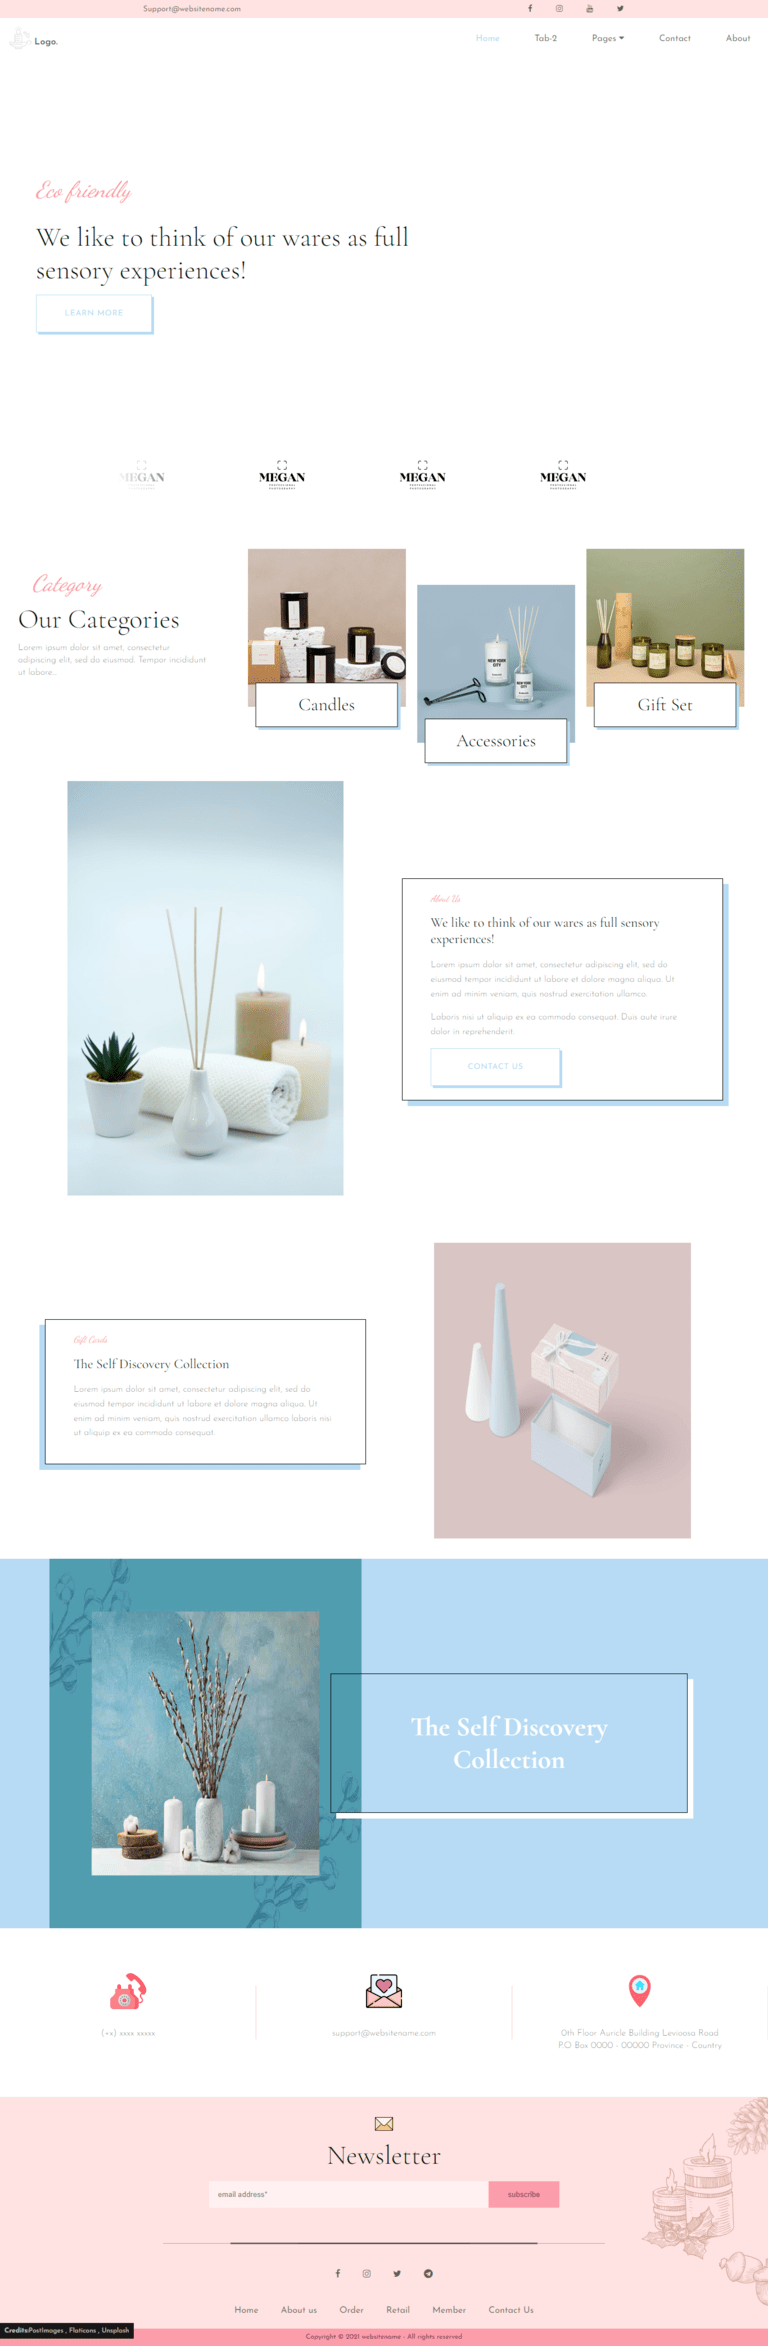 Support@websitename.com
Logo.
Home Tab-2 Pages Contact About
Eco friendly
We like to think of our wares as full
sensory experiences!
LEARN MORE
MEGAN MEGAN MEGAN MEGAN
PHOTOGRAPHY PHOTOGRAPHY PHOTOGRAPHY
Category
Our Categories
Lorem ipsum dolor sit amet, consectetur
adipiscing elit, sed do eiusmod. Tempor incididunt
ut labore...
Candles
NEW YORK
CITY
NEW YORK
CITY
Accessories
Gift Set
About Us
We like to think of our wares as full sensory
experiences!
Lorem ipsum dolor sit amet, consectetur adipiscing elit, sed do
eiusmod tempor incididunt ut labore et dolore magna aliqua. Ut
enim ad minim veniam, quis nostrud exercitation ullamco.
Laboris nisi ut aliquip ex ea commodo consequat. Duis aute irure
dolor in reprehenderit.
CONTACT US
Gift Cards
The Self Discovery Collection
Lorem ipsum dolor sit amet, consectetur adipiscing elit, sed do
eiusmod tempor incididunt ut labore et dolore magna aliqua. Ut
enim ad minim veniam, quis nostrud exercitation ullamco laboris nisi
ut aliquip ex ea commodo consequat.
The Self Discovery
Collection
(+x) xxxx xxxxx
support@websitename.com
0th Floor Auricle Building Leviaosa Road
P.O Box 0000 - 00000 Province - Country
Newsletter
email address*
subscribe
Home About us Order Retail Member Contact Us
Credits:PostImages , Flaticons , Unsplash
Copyright © 2021 websitename - All rights reserved